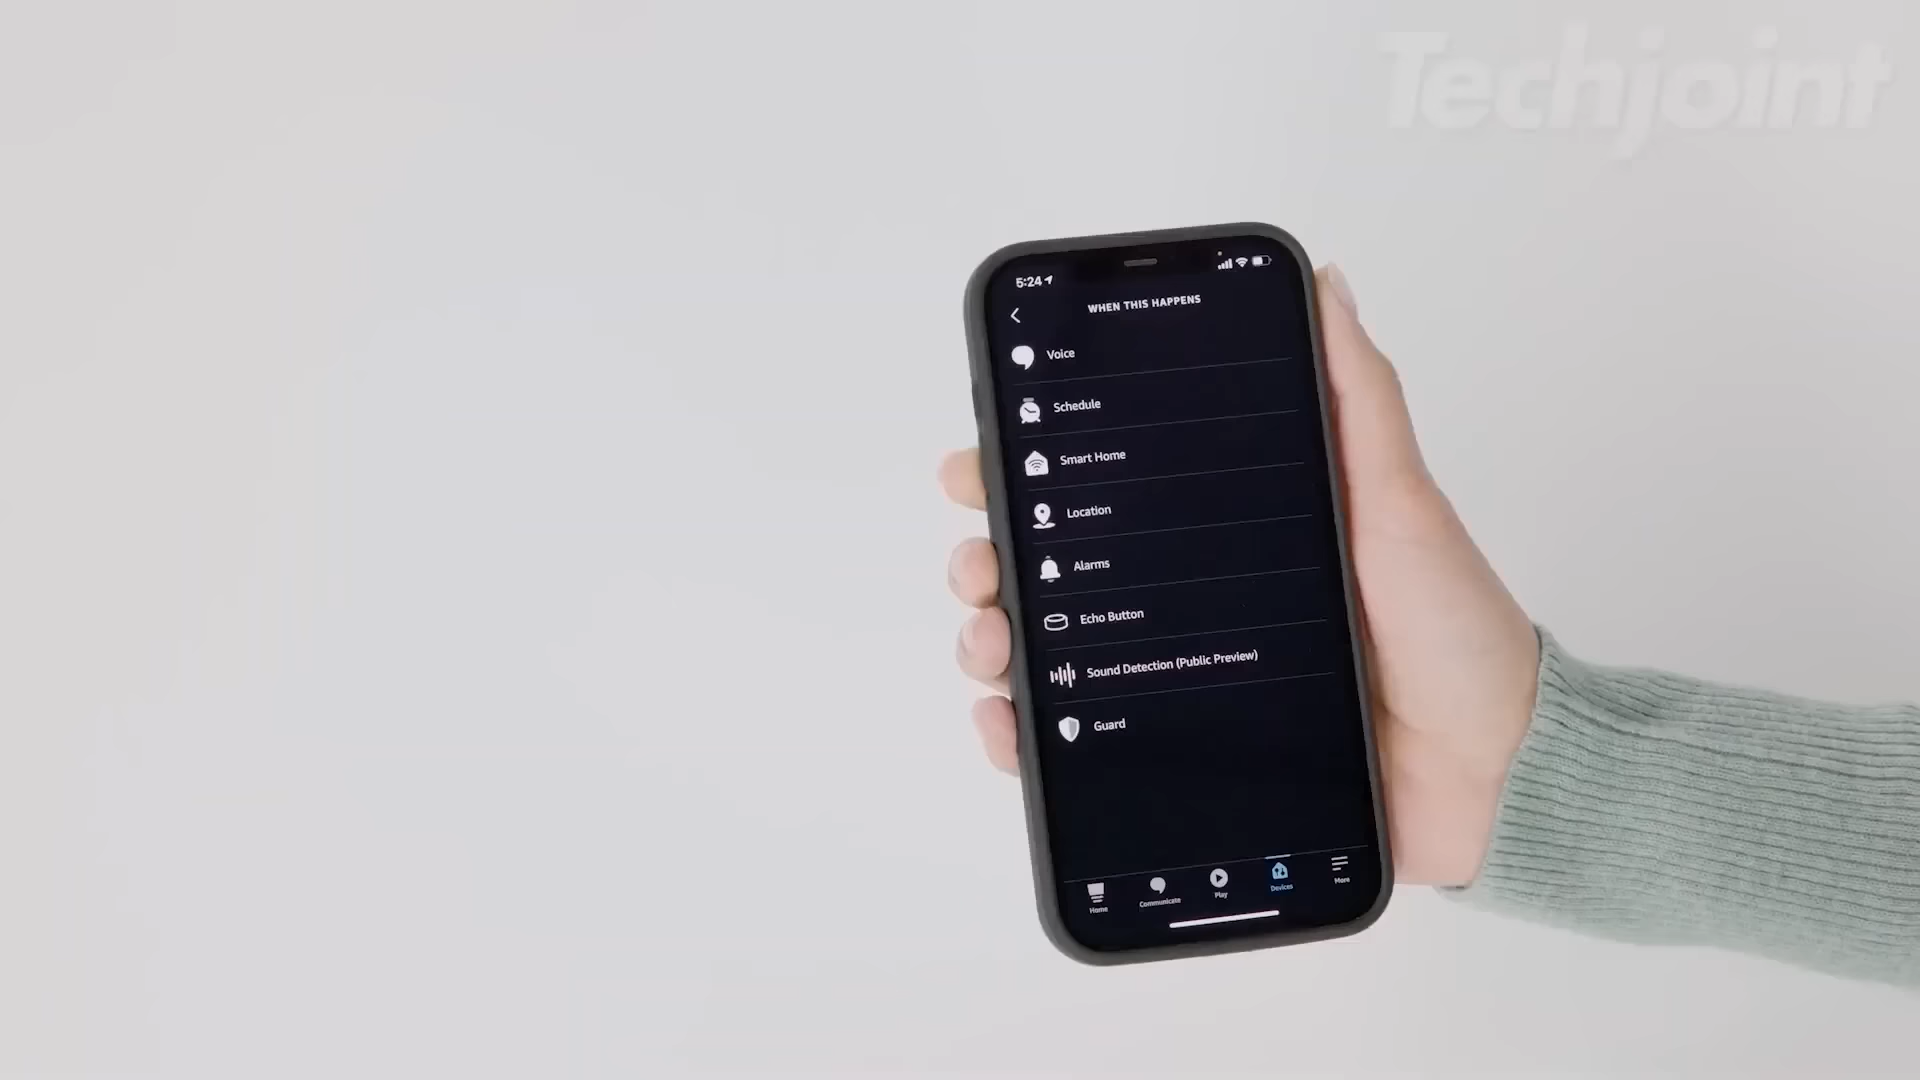 Techjoint
5:24
WHEN THIS HAPPENS
Voice
Schedule
Smart Home
Location
Alarms
Echo Button
Sound Detection (Public Preview)
Guard
Home
Communicate
Play
Devices
More